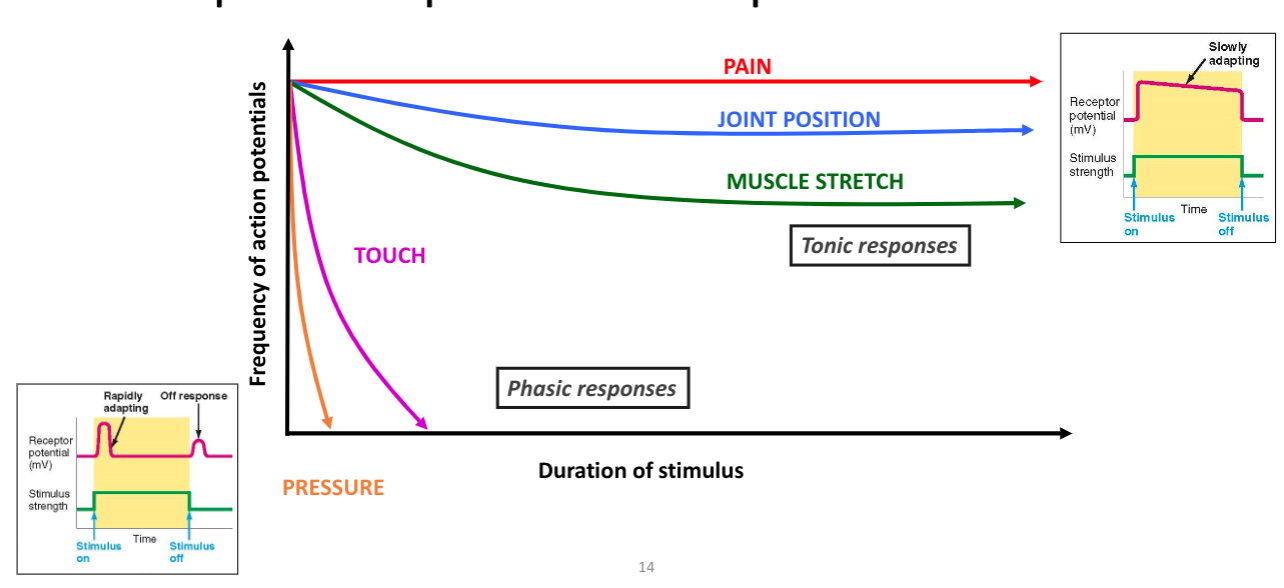 PAIN
JOINT POSITION
MUSCLE STRETCH
Tonic responses
TOUCH
Phasic responses
PRESSURE
Frequency of action potentials
Duration of stimulus
Slowly
adapting
Receptor
potential
(mV)
Stimulus
strength
Time
Stimulus
on
Stimulus
off
Rapidly
adapting
Off response
Receptor
potential
(mV)
Stimulus
strength
Time
Stimulus
on
Stimulus
off
14